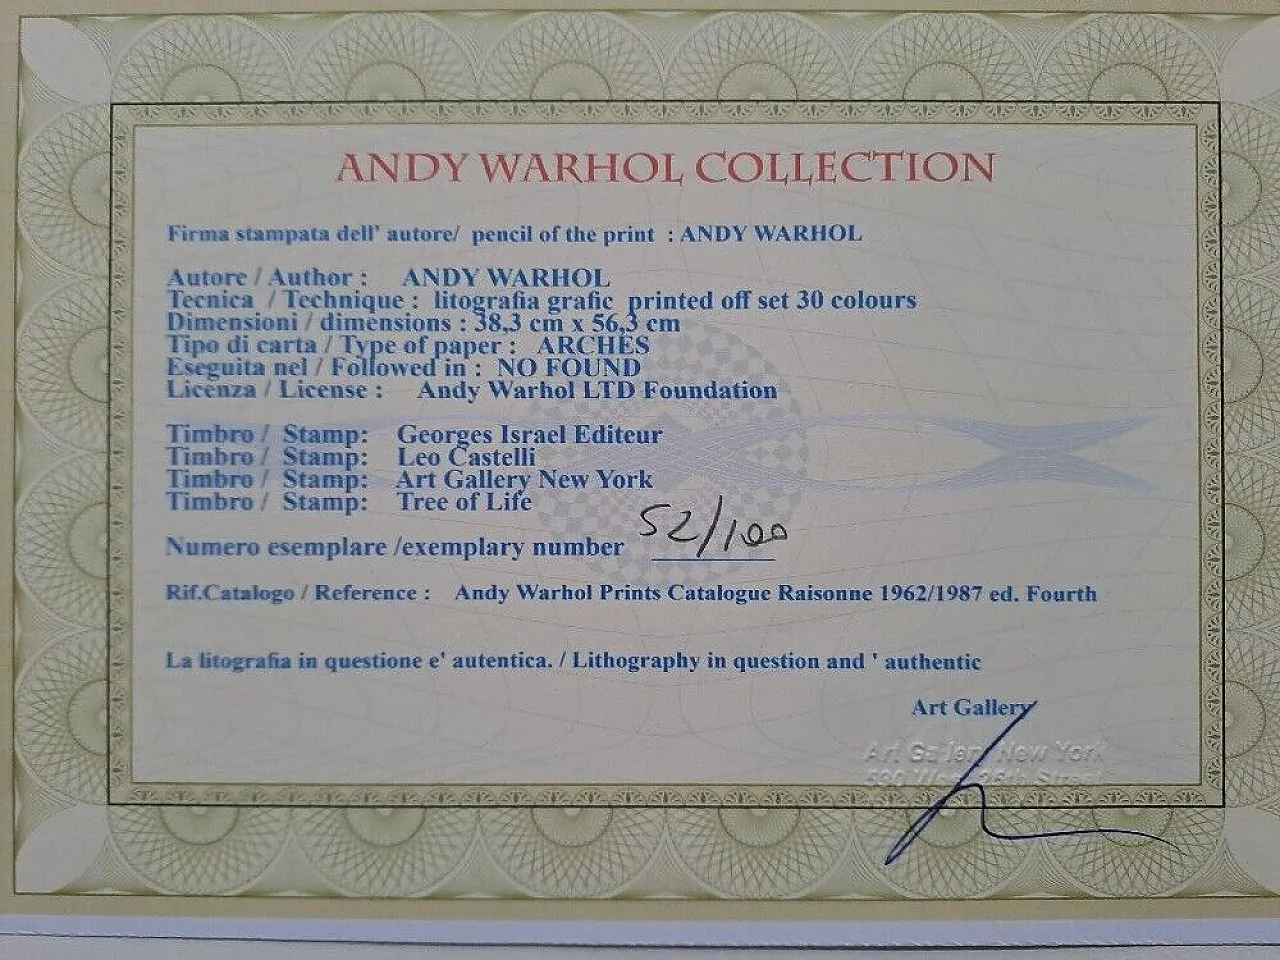 ANDY WARHOL COLLECTION
Firma stampata dell' autore/ pencil of the print : ANDY WARHOL
Autore / Author : ANDY WARHOL
Tecnica / Technique : litografia grafic printed off set 30 colours
Dimensioni / dimensions : 38,3 cm x 56,3 cm
Tipo di carta / Type of paper : ARCHES
Eseguita nel / Followed in : NO FOUND
Licenza / License : Andy Warhol LTD Foundation
Timbro / Stamp: Georges Israel Editeur
Timbro / Stamp: Leo Castelli
Timbro / Stamp: Art Gallery New York
Timbro / Stamp: Tree of Life
Numero esemplare /exemplary number 52/100
Rif.Catalogo / Reference : Andy Warhol Prints Catalogue Raisonne 1962/1987 ed. Fourth
La litografia in questione e' autentica. / Lithography in question and ' authentic
Art Gallery
Art Gallery New York
530 West 25th Street